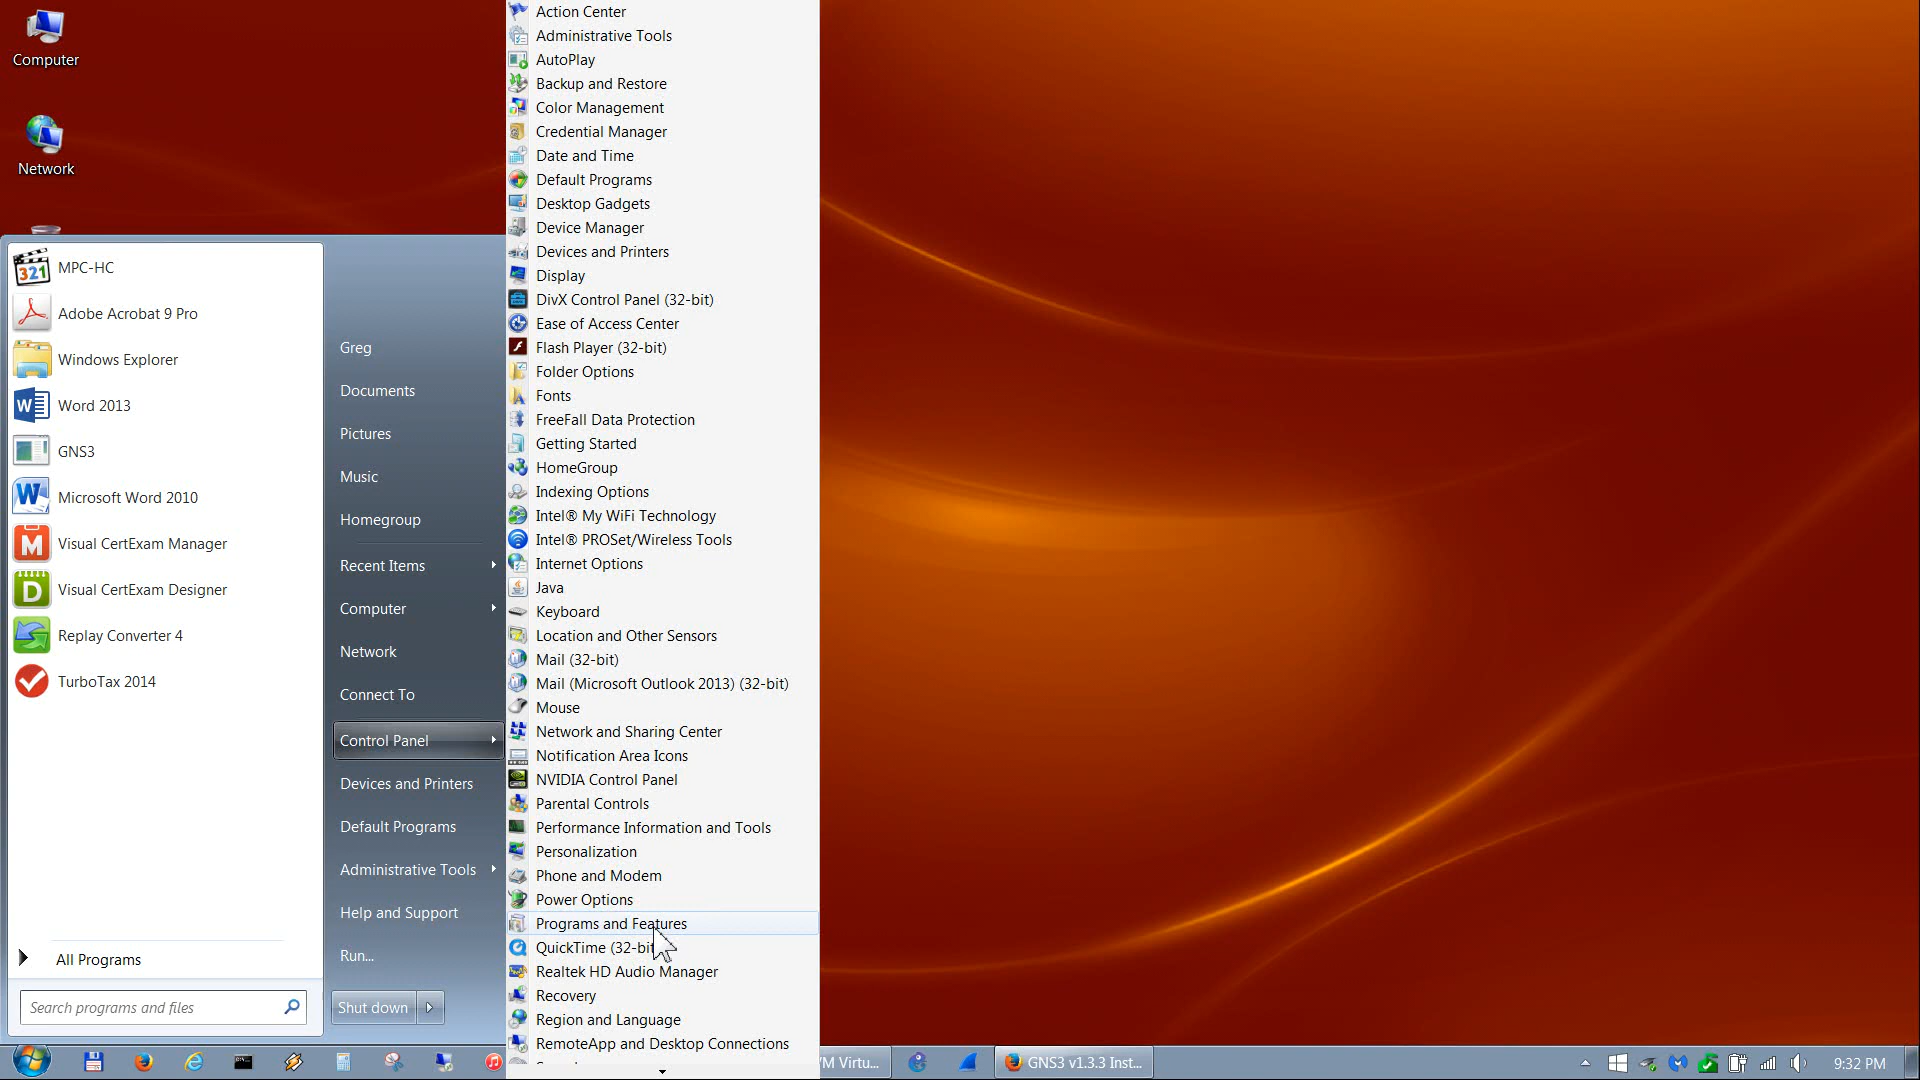 Computer
Network
MPC-HC
Adobe Acrobat 9 Pro
Windows Explorer
Word 2013
GNS3
Microsoft Word 2010
Visual CertExam Manager
Visual CertExam Designer
Replay Converter 4
TurboTax 2014
All Programs
Search programs and files
Greg
Documents
Pictures
Music
Homegroup
Recent Items
Computer
Network
Connect To
Control Panel
Devices and Printers
Default Programs
Administrative Tools
Help and Support
Run...
Shut down
Action Center
Administrative Tools
AutoPlay
Backup and Restore
Color Management
Credential Manager
Date and Time
Default Programs
Desktop Gadgets
Device Manager
Devices and Printers
Display
DivX Control Panel (32-bit)
Ease of Access Center
Flash Player (32-bit)
Folder Options
Fonts
FreeFall Data Protection
Getting Started
HomeGroup
Indexing Options
Intel® My WiFi Technology
Intel® PROSet/Wireless Tools
Internet Options
Java
Keyboard
Location and Other Sensors
Mail (32-bit)
Mail (Microsoft Outlook 2013) (32-bit)
Mouse
Network and Sharing Center
Notification Area Icons
NVIDIA Control Panel
Parental Controls
Performance Information and Tools
Personalization
Phone and Modem
Power Options
Programs and Features
QuickTime (32-bit
Realtek HD Audio Manager
Recovery
Region and Language
RemoteApp and Desktop Connections
M Virtu...
GNS3 v1.3.3 Inst...
9:32 PM